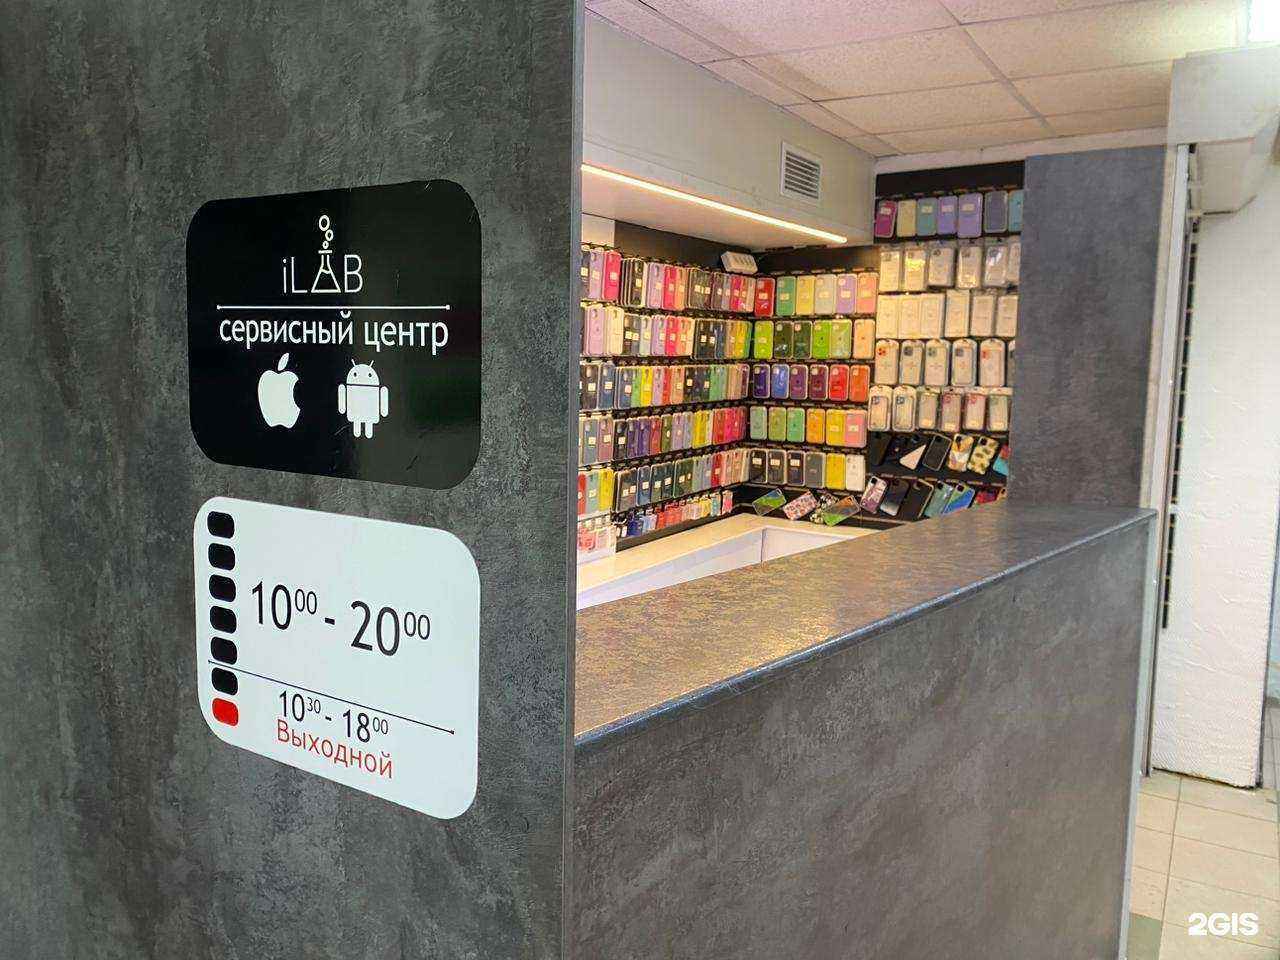 iLAB
сервисный центр
10⁰⁰ - 20⁰⁰
10³⁰ - 18⁰⁰
Выходной
2GIS